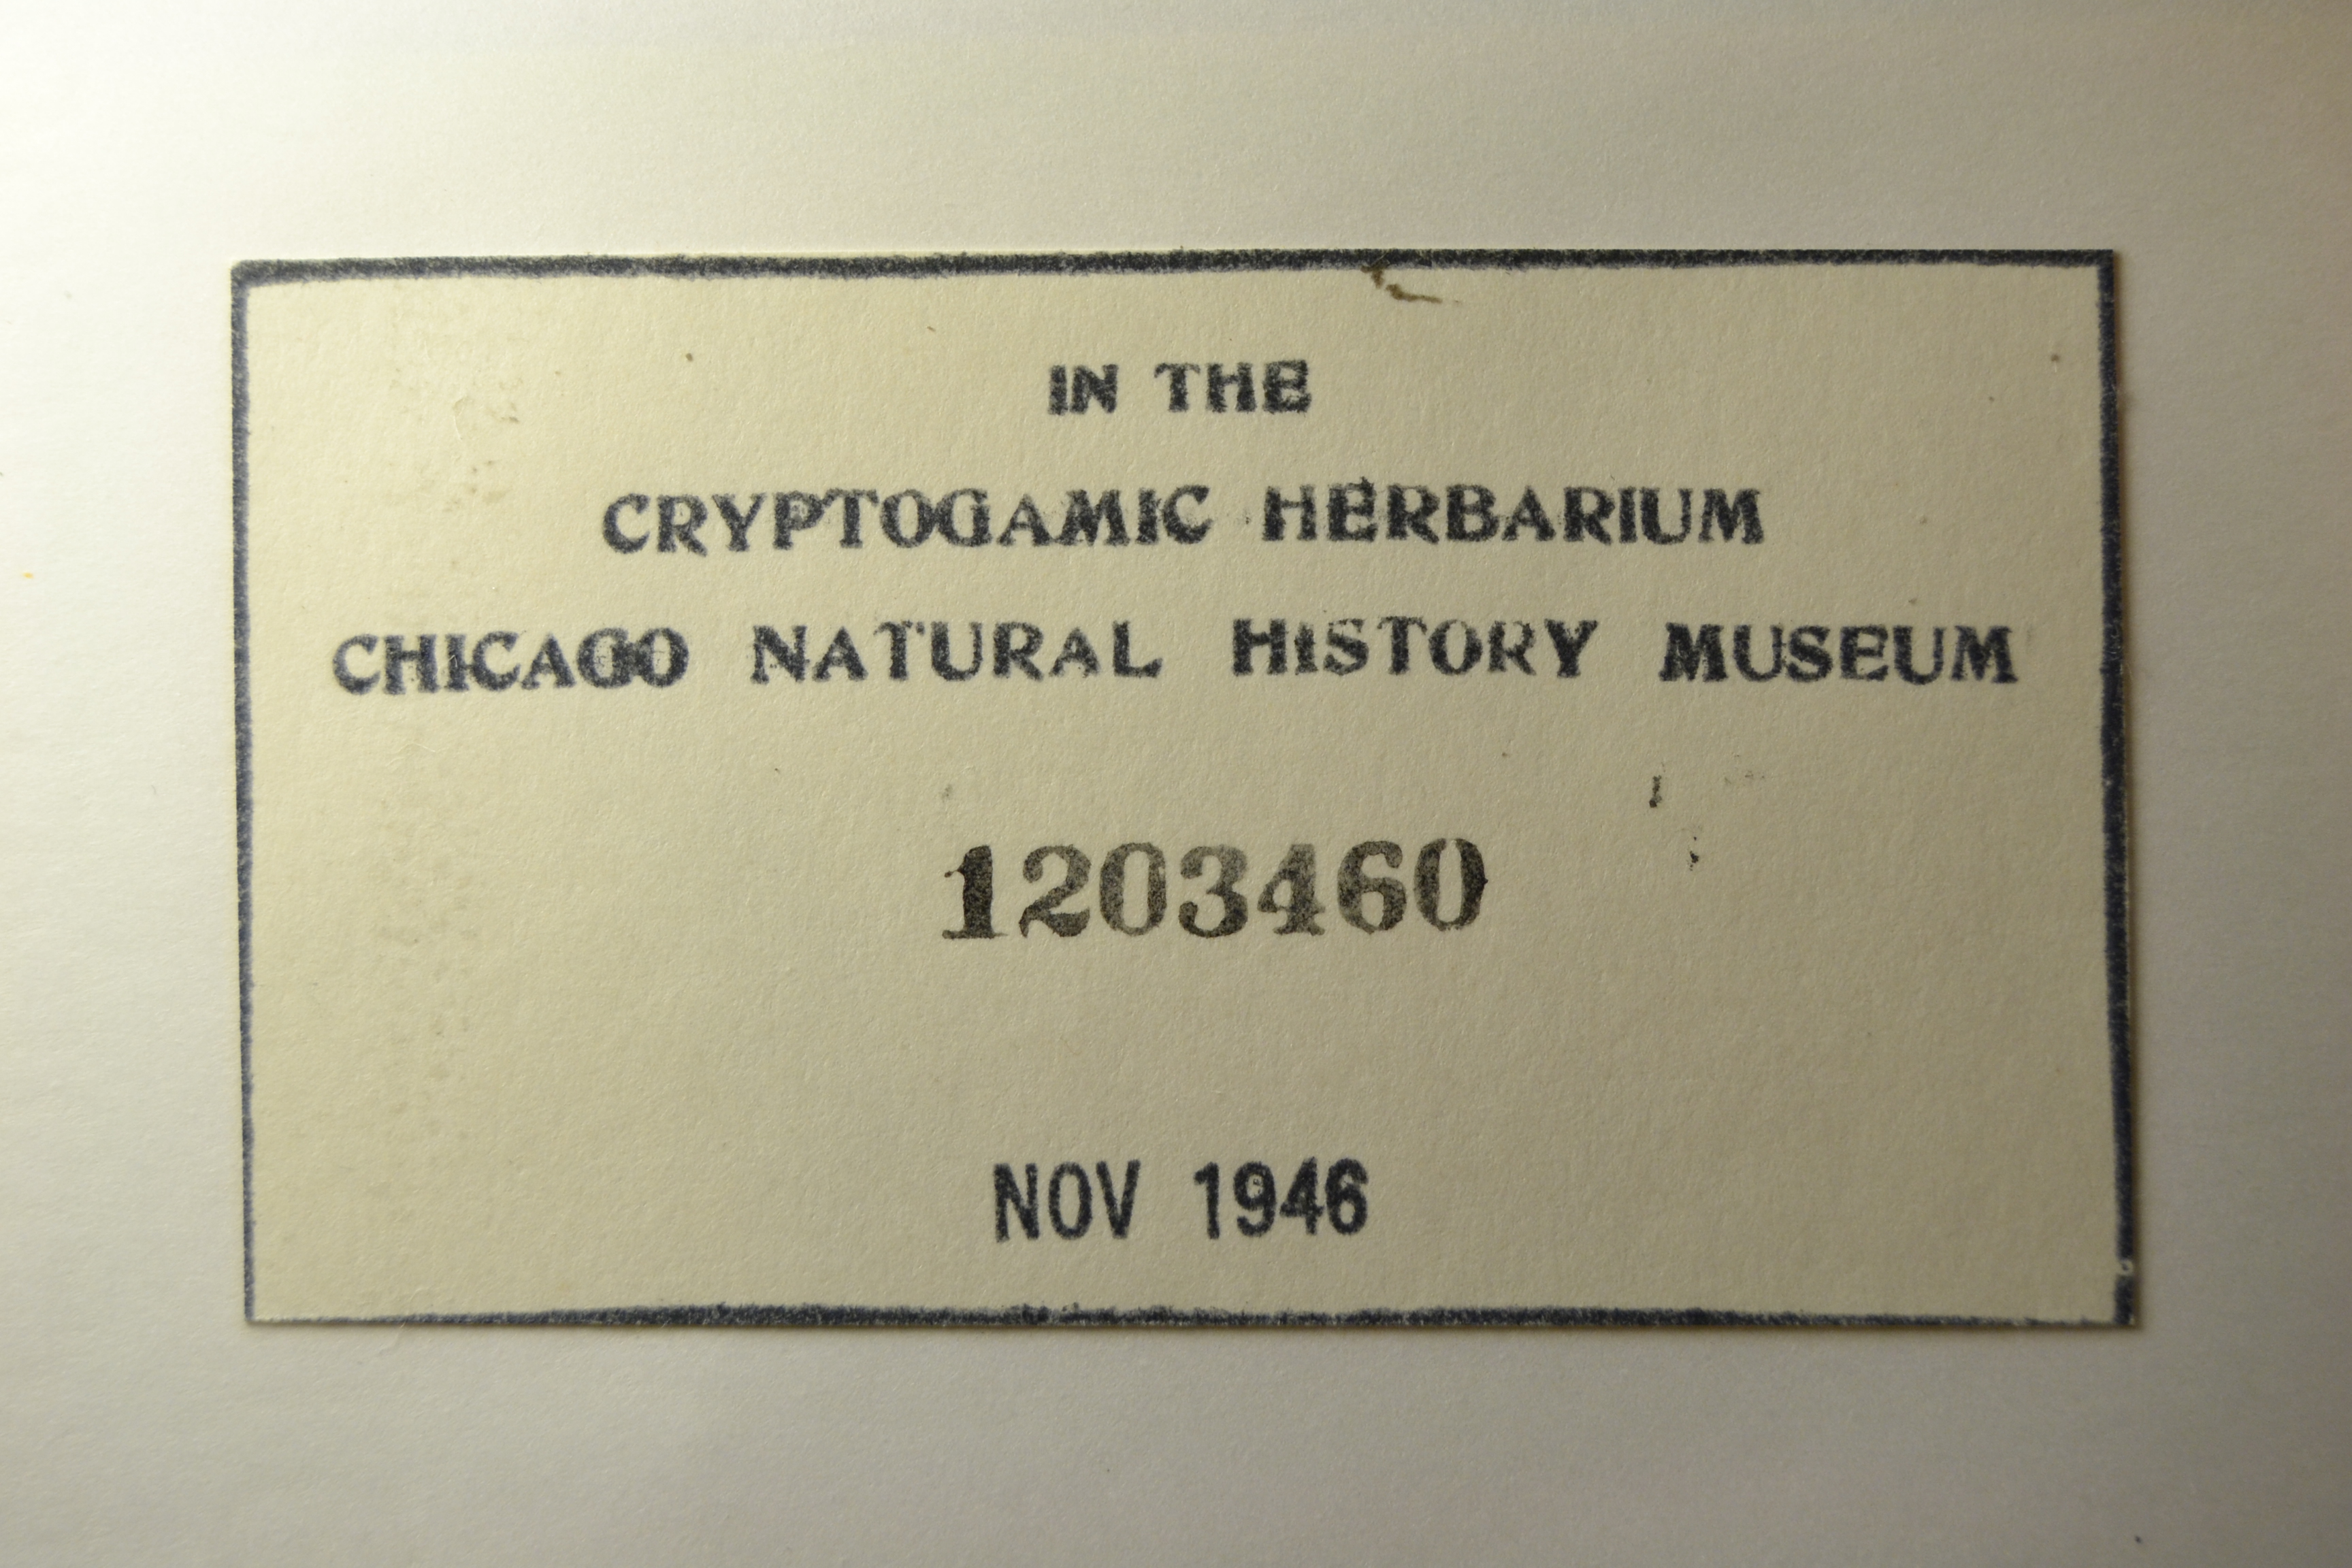 IN THE
CRYPTOGAMIC HERBARIUM
CHICAGO NATURAL HISTORY MUSEUM
1203460
NOV 1946